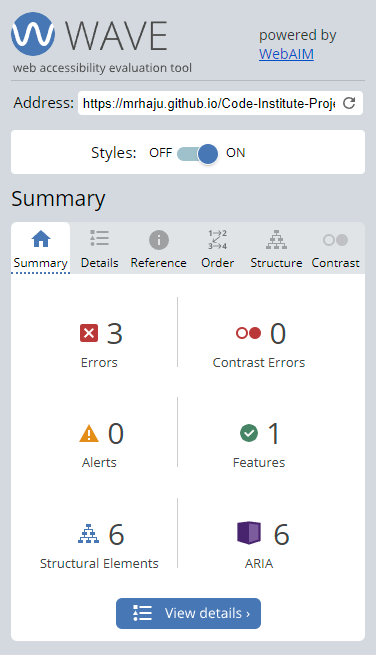 WAVE
web accessibility evaluation tool
powered by
WebAIM
Address: https://mrhaju.github.io/Code-Institute-Proje
Styles: OFF ON
Summary
Summary Details Reference Order Structure Contrast
3 0
Errors Contrast Errors
0 1
Alerts Features
6 6
Structural Elements ARIA
View details ›